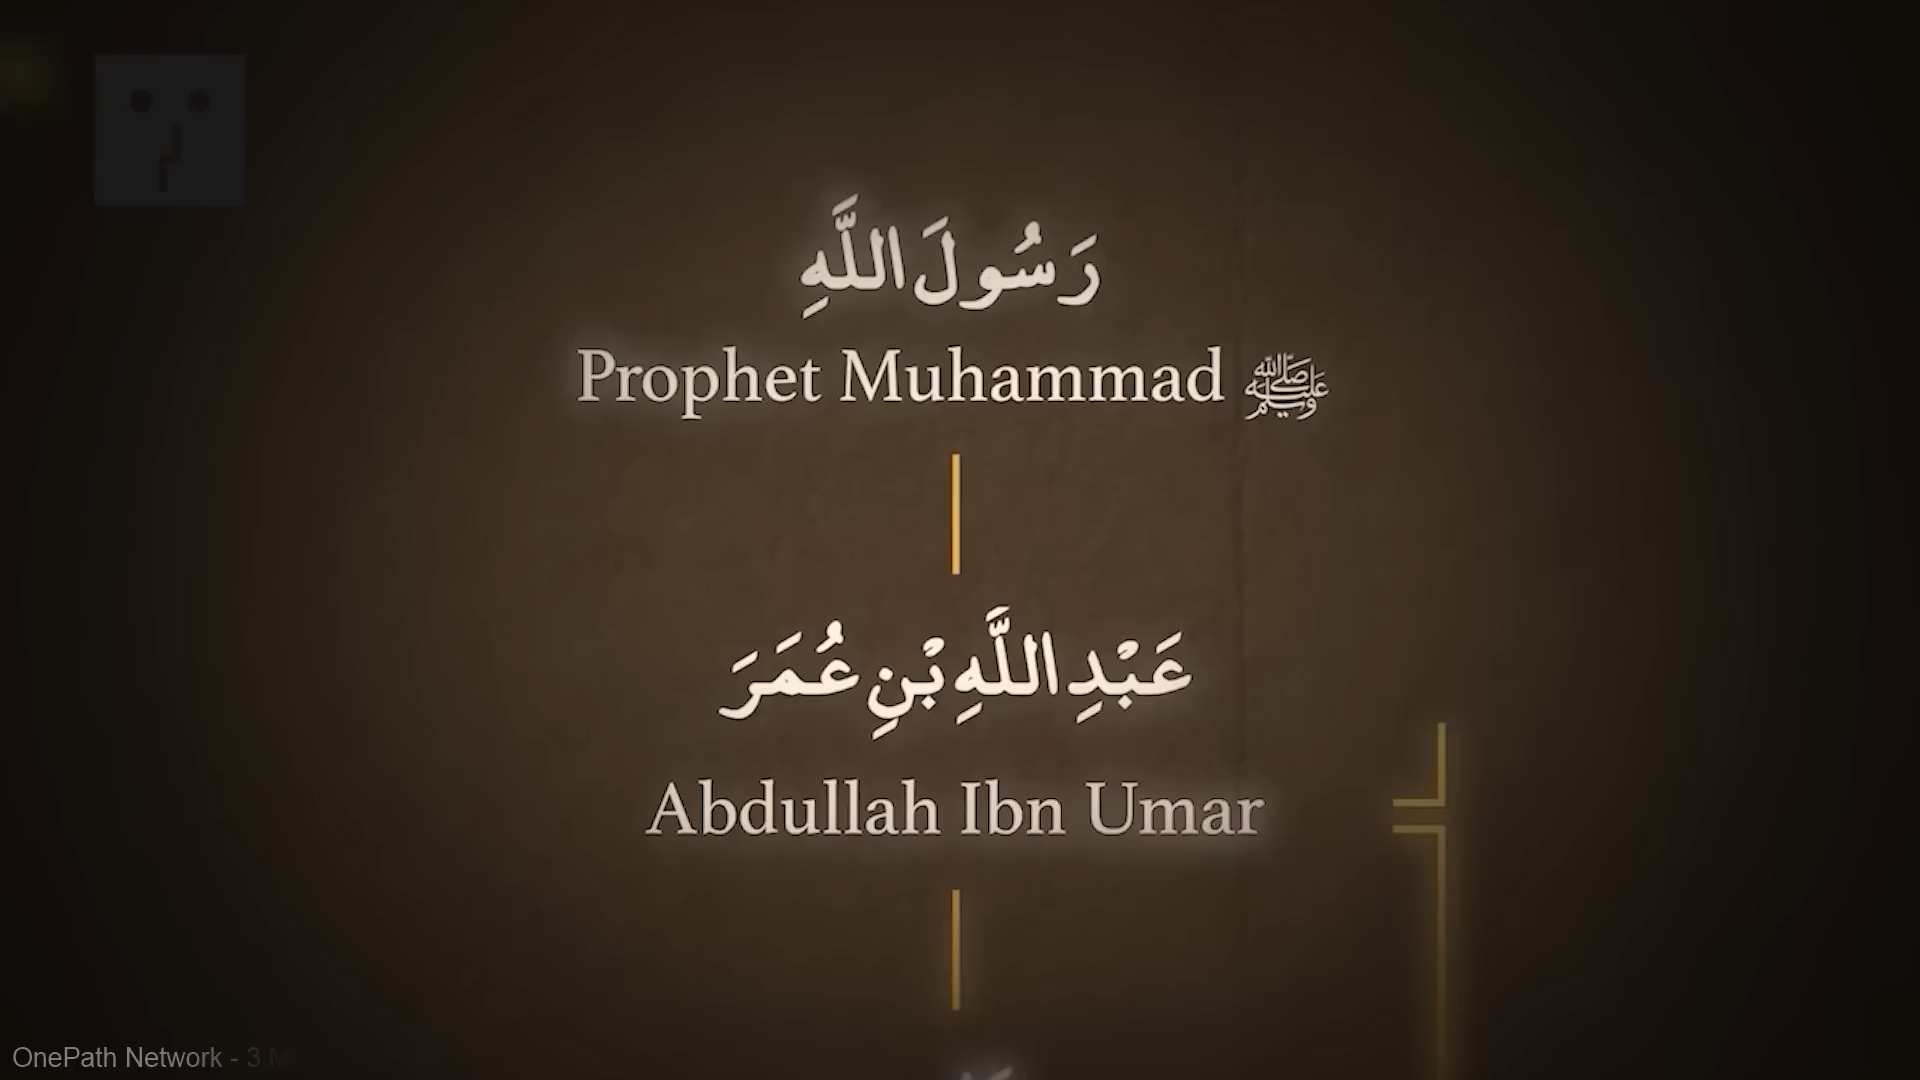 رَسُولَ اللَّهِ
Prophet Muhammad ﷺ
عَبْدِ اللَّهِ بْنِ عُمَرَ
Abdullah Ibn Umar
OnePath Network - 3